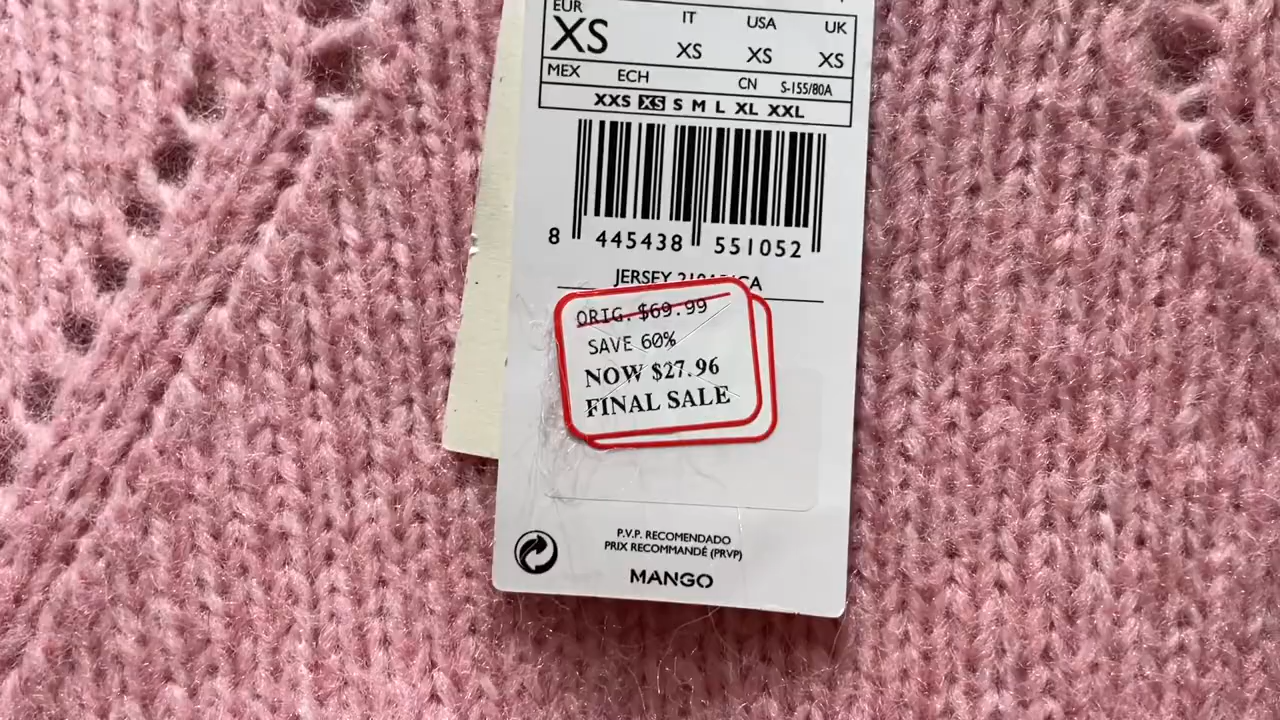 EUR IT USA UK
XS XS XS XS
MEX ECH CN S-155/80A
XXS XS S M L XL XXL
8 445438 551052
JERSEY
ORIG. $69.99
SAVE 60%
NOW $27.96
FINAL SALE
P.V.P. RECOMENDADO
PRIX RECOMMANDÉ (PRVP)
MANGO